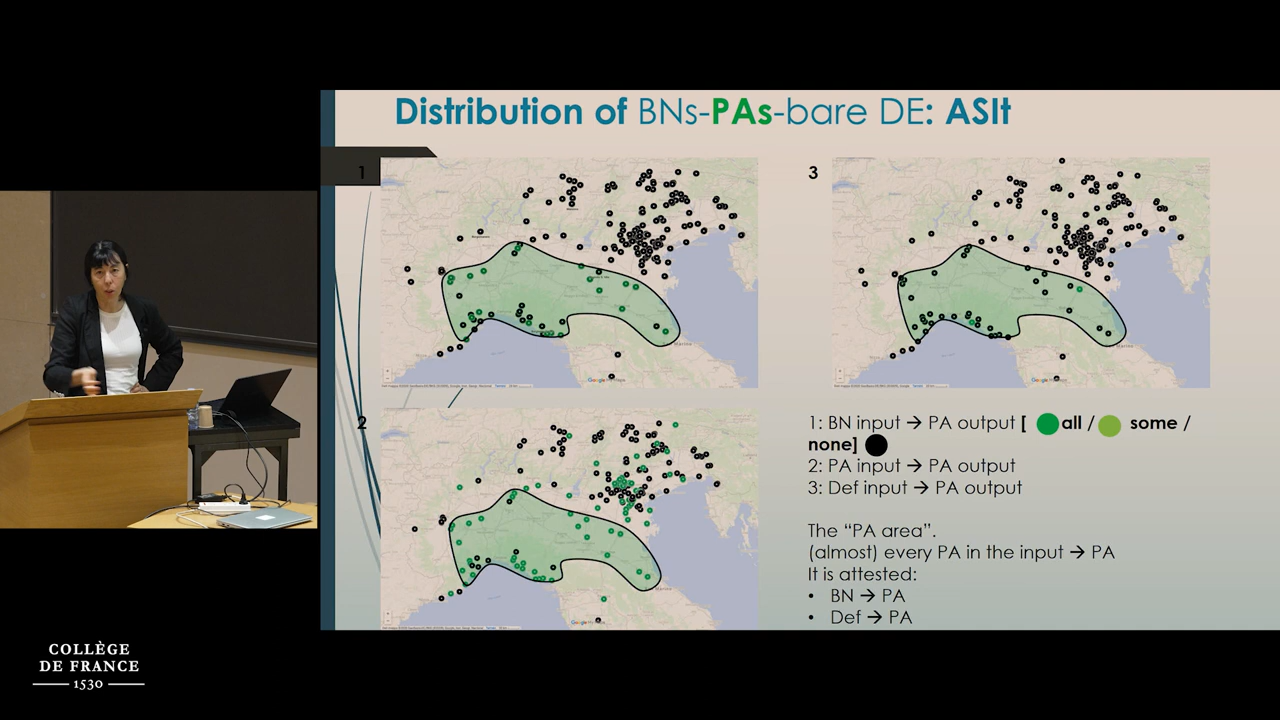 Distribution of BNs-PAs-bare DE: ASIt
1
3
2
1: BN input → PA output [ all / some /
none]
2: PA input → PA output
3: Def input → PA output
The “PA area”.
(almost) every PA in the input → PA
It is attested:
• BN → PA
• Def → PA
COLLÈGE
DE FRANCE
1530